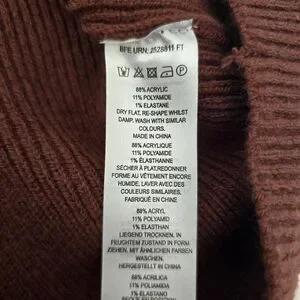 BFE URN: JS28811 FT
88% ACRYLIC
11% POLYAMIDE
1% ELASTANE
DRY FLAT, RE-SHAPE WHILST
DAMP, WASH WITH SIMILAR
COLOURS.
MADE IN CHINA
88% ACRYLIQUE
11% POLYAMIDE
1% ÉLASTHANNE
SÉCHER À PLAT,REDONNER
FORME AU VÊTEMENT ENCORE
HUMIDE, LAVER AVEC DES
COULEURS SIMILAIRES,
FABRIQUÉ EN CHINE
88% ACRYL
11% POLYAMID
1% ELASTHAN
LIEGEND TROCKNEN, IN
FEUCHTEM ZUSTAND IN FORM
ZIEHEN, MIT ÄHNLICHEN FARBEN
WASCHEN.
HERGESTELLT IN CHINA
88% ACRILICA
11% POLIAMIDA
1% ELASTANO